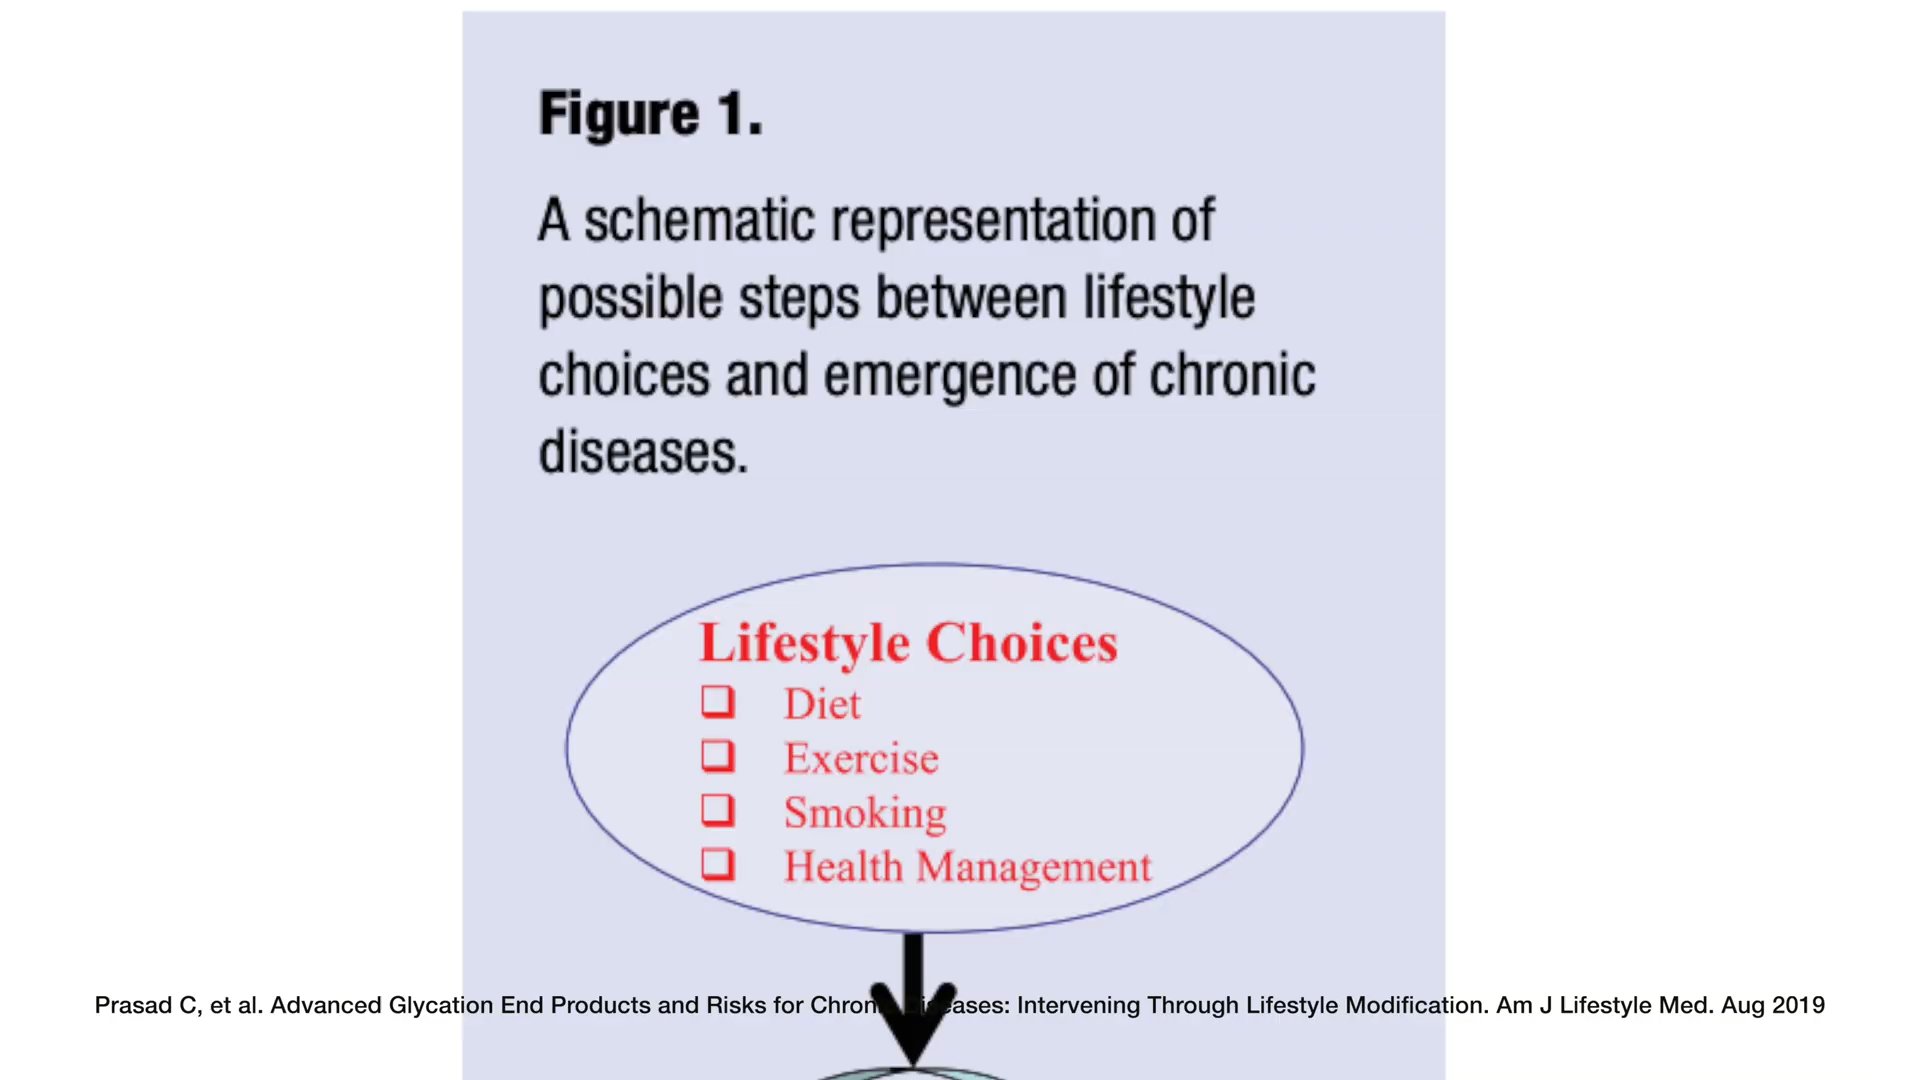 Figure 1.
A schematic representation of
possible steps between lifestyle
choices and emergence of chronic
diseases.
Lifestyle Choices
Diet
Exercise
Smoking
Health Management
Prasad C, et al. Advanced Glycation End Products and Risks for Chronic Diseases: Intervening Through Lifestyle Modification. Am J Lifestyle Med. Aug 2019